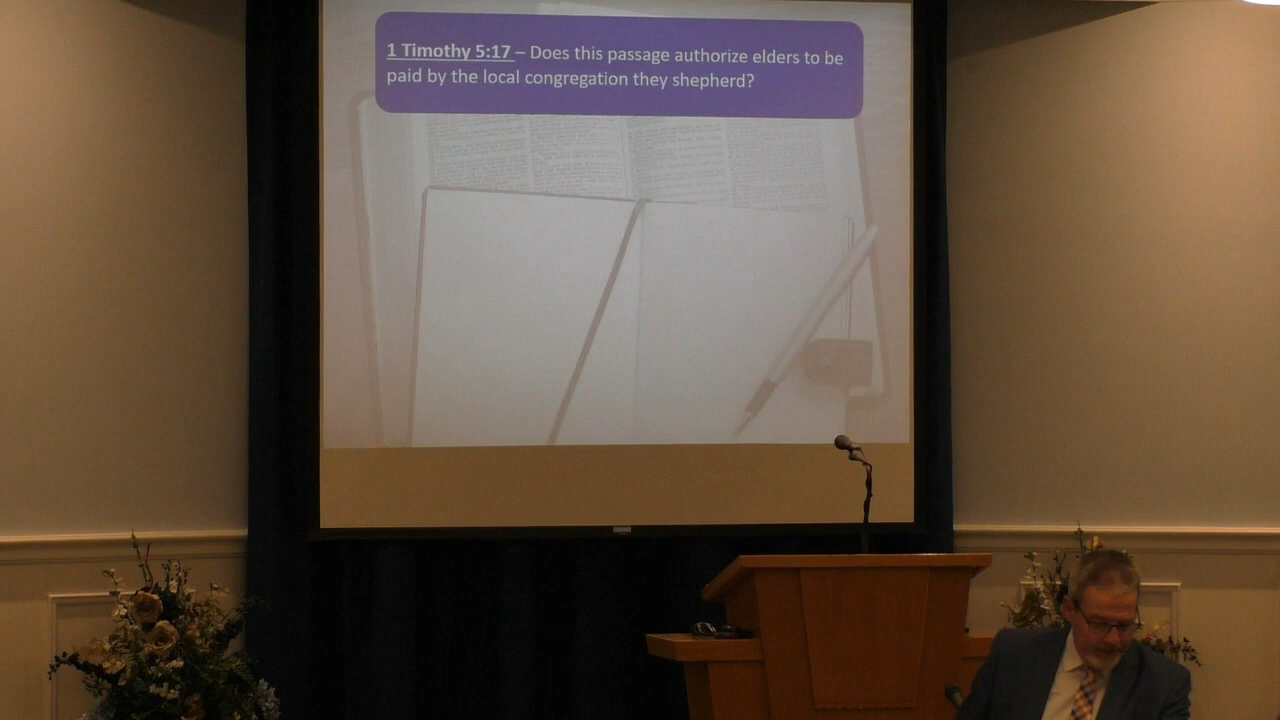 1 Timothy 5:17 – Does this passage authorize elders to be
paid by the local congregation they shepherd?